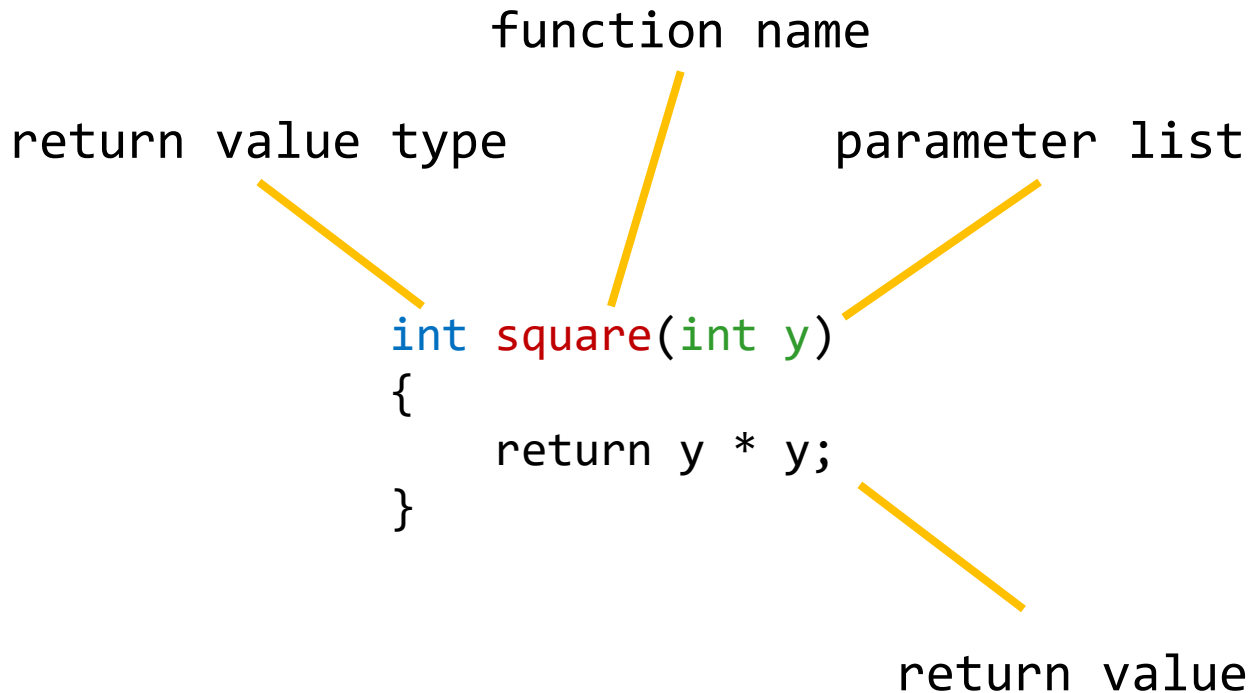 function name
return value type
parameter list
int square(int y)
{
    return y * y;
}
return value